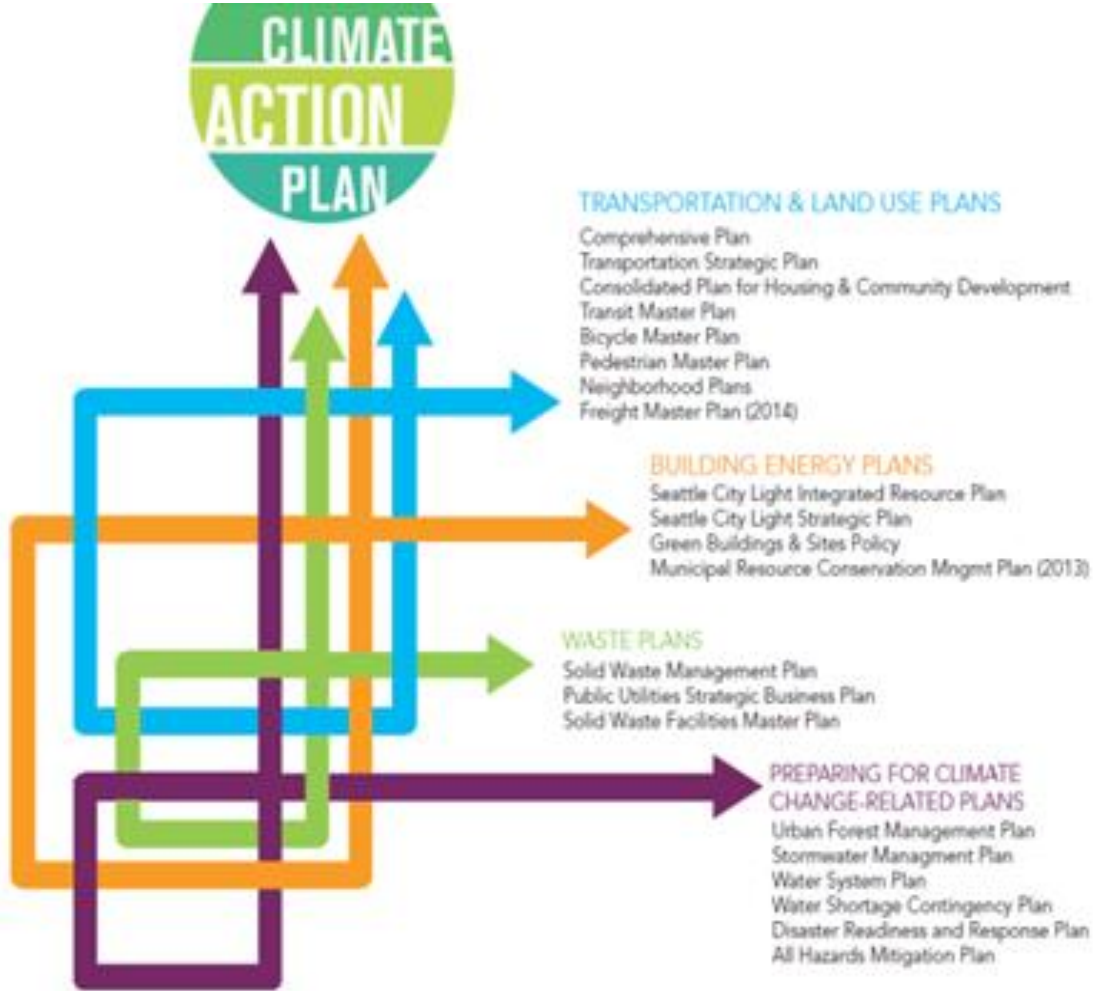 CLIMATE
ACTION
PLAN
TRANSPORTATION & LAND USE PLANS
Comprehensive Plan
Transportation Strategic Plan
Consolidated Plan for Housing & Community Development
Transit Master Plan
Bicycle Master Plan
Pedestrian Master Plan
Neighborhood Plans
Freight Master Plan (2014)
BUILDING ENERGY PLANS
Seattle City Light Integrated Resource Plan
Seattle City Light Strategic Plan
Green Buildings & Sites Policy
Municipal Resource Conservation Mngmt Plan (2013)
WASTE PLANS
Solid Waste Management Plan
Public Utilities Strategic Business Plan
Solid Waste Facilities Master Plan
PREPARING FOR CLIMATE
CHANGE-RELATED PLANS
Urban Forest Management Plan
Stormwater Managment Plan
Water System Plan
Water Shortage Contingency Plan
Disaster Readiness and Response Plan
All Hazards Mitigation Plan